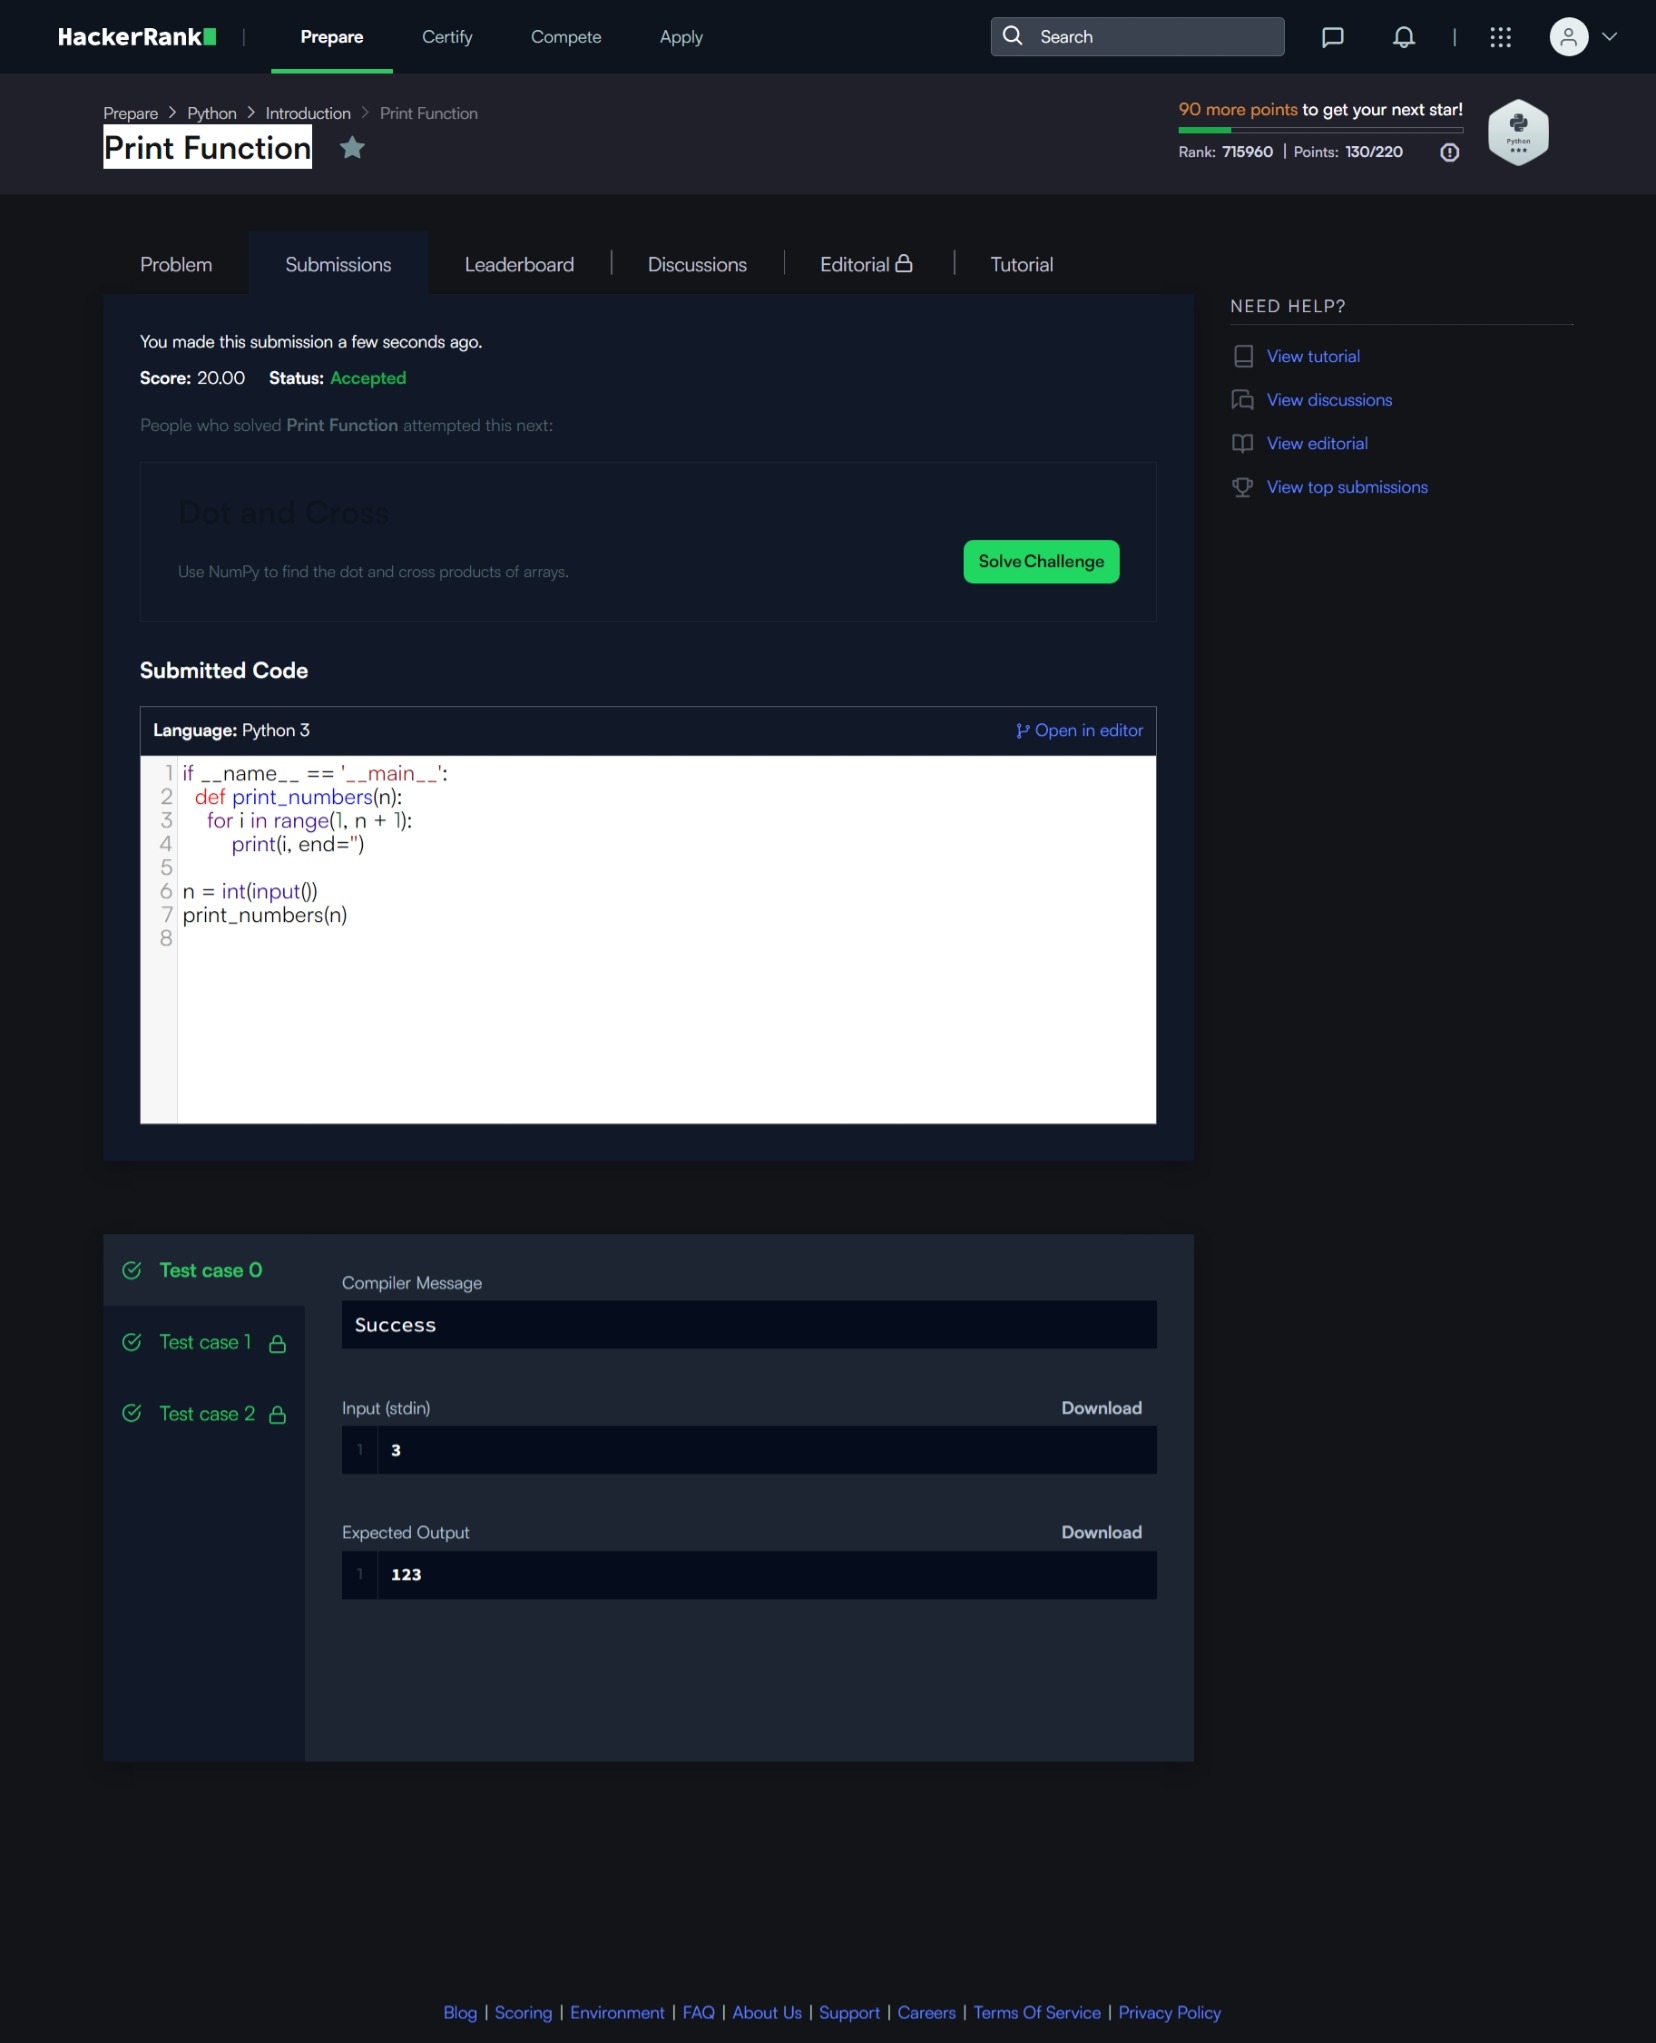 HackerRank | Prepare Certify Compete Apply Search |
Prepare > Python > Introduction > Print Function
Print Function
90 more points to get your next star!
Rank: 715960 | Points: 130/220
Python
Problem Submissions Leaderboard | Discussions | Editorial | Tutorial
You made this submission a few seconds ago.
Score: 20.00 Status: Accepted
People who solved Print Function attempted this next:
Dot and Cross
Use NumPy to find the dot and cross products of arrays.
Solve Challenge
Submitted Code
Language: Python 3 Open in editor
1 if __name__ == '__main__':
2   def print_numbers(n):
3     for i in range(1, n + 1):
4         print(i, end='')
5
6 n = int(input())
7 print_numbers(n)
8
NEED HELP?
View tutorial
View discussions
View editorial
View top submissions
Test case 0
Test case 1
Test case 2
Compiler Message
Success
Input (stdin) Download
1 3
Expected Output Download
1 123
Blog | Scoring | Environment | FAQ | About Us | Support | Careers | Terms Of Service | Privacy Policy